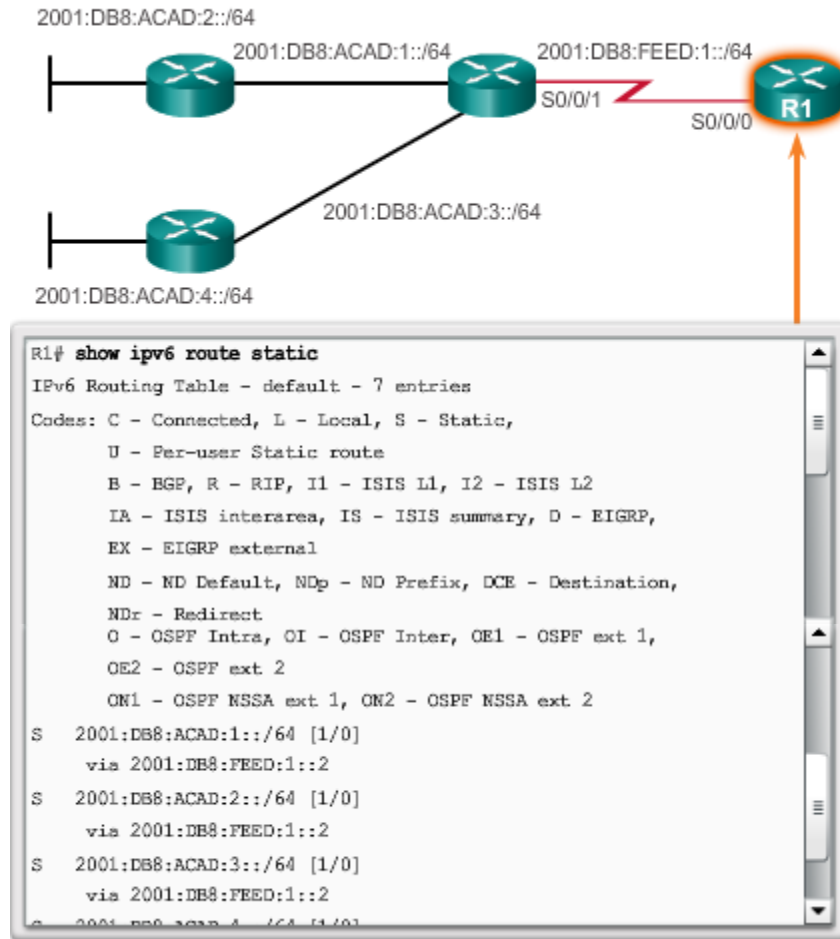 2001:DB8:ACAD:2::/64
2001:DB8:ACAD:1::/64
2001:DB8:FEED:1::/64
S0/0/1
R1
S0/0/0
2001:DB8:ACAD:3::/64
2001:DB8:ACAD:4::/64
R1# show ipv6 route static
IPv6 Routing Table - default - 7 entries
Codes: C - Connected, L - Local, S - Static,
U - Per-user Static route
B - BGP, R - RIP, I1 - ISIS L1, I2 - ISIS L2
IA - ISIS interarea, IS - ISIS summary, D - EIGRP,
EX - EIGRP external
ND - ND Default, NDp - ND Prefix, DCE - Destination,
NDr - Redirect
O - OSPF Intra, OI - OSPF Inter, OE1 - OSPF ext 1,
OE2 - OSPF ext 2
ON1 - OSPF NSSA ext 1, ON2 - OSPF NSSA ext 2
S 2001:DB8:ACAD:1::/64 [1/0]
via 2001:DB8:FEED:1::2
S 2001:DB8:ACAD:2::/64 [1/0]
via 2001:DB8:FEED:1::2
S 2001:DB8:ACAD:3::/64 [1/0]
via 2001:DB8:FEED:1::2